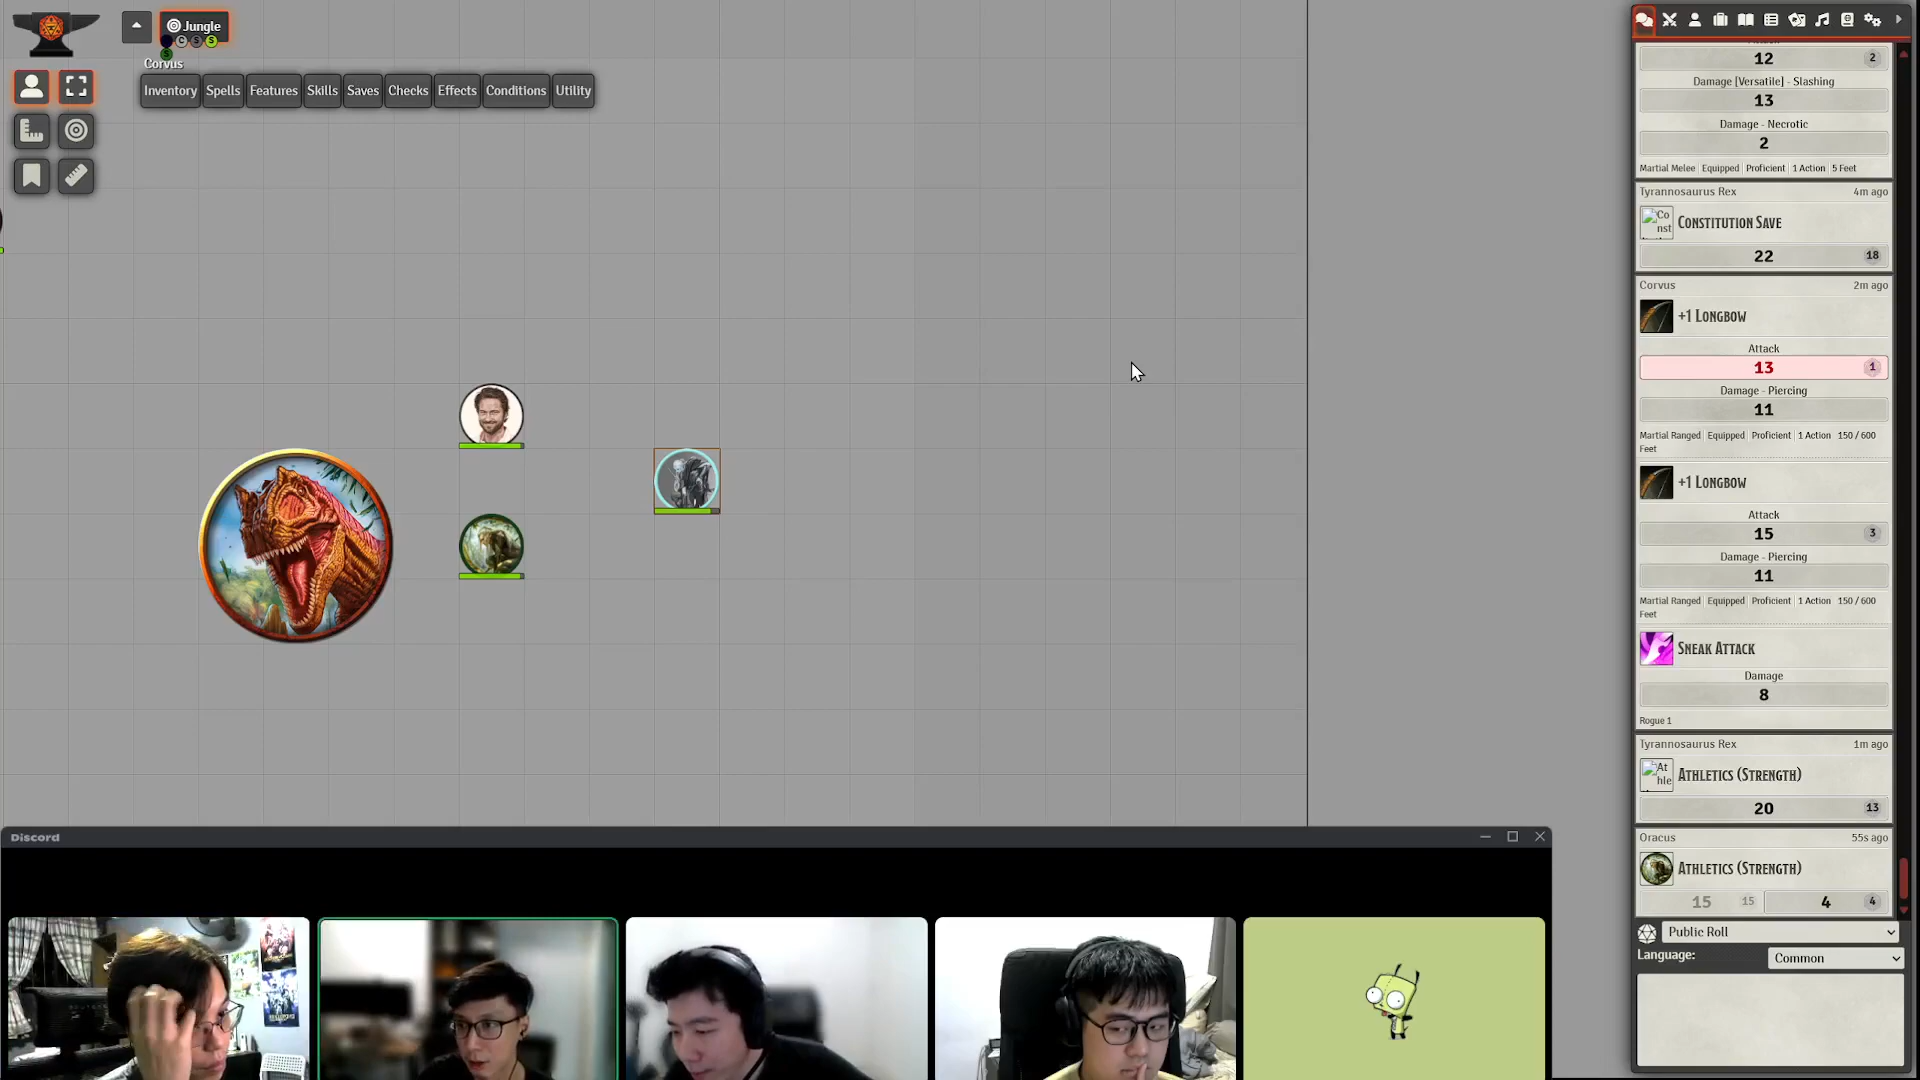 Jungle
C S S
S
Corvus
Inventory Spells Features Skills Saves Checks Effects Conditions Utility
12 2
Damage [Versatile] - Slashing
13
Damage - Necrotic
2
Martial Melee Equipped Proficient 1 Action 5 Feet
Tyrannosaurus Rex 4m ago
Co
nst
Constitution Save
22 18
Corvus 2m ago
+1 Longbow
Attack
13 1
Damage - Piercing
11
Martial Ranged Equipped Proficient 1 Action 150 / 600
Feet
+1 Longbow
Attack
15 3
Damage - Piercing
11
Martial Ranged Equipped Proficient 1 Action 150 / 600
Feet
Sneak Attack
Damage
8
Rogue 1
Tyrannosaurus Rex 1m ago
At
hle
Athletics (Strength)
20 13
Oracus 55s ago
Athletics (Strength)
15 15 4 4
Public Roll
Language: Common
Discord